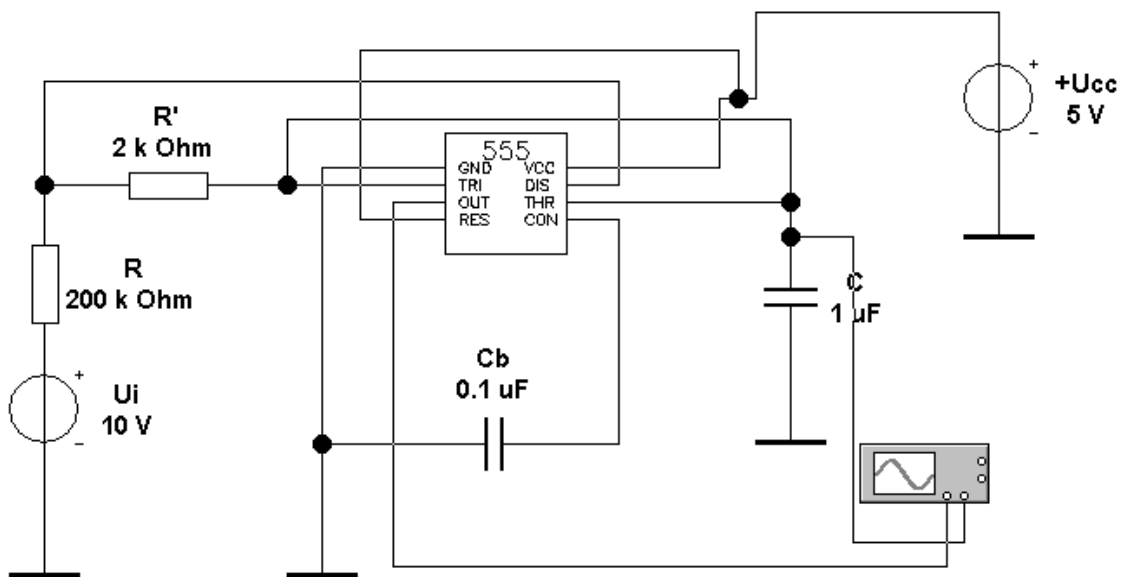 R'
2 k Ohm
+Ucc
5 V
555
GND VCC
TRI DIS
OUT THR
RES CON
R
200 k Ohm
C
1 uF
Cb
0.1 uF
Ui
10 V
+
-
+
-